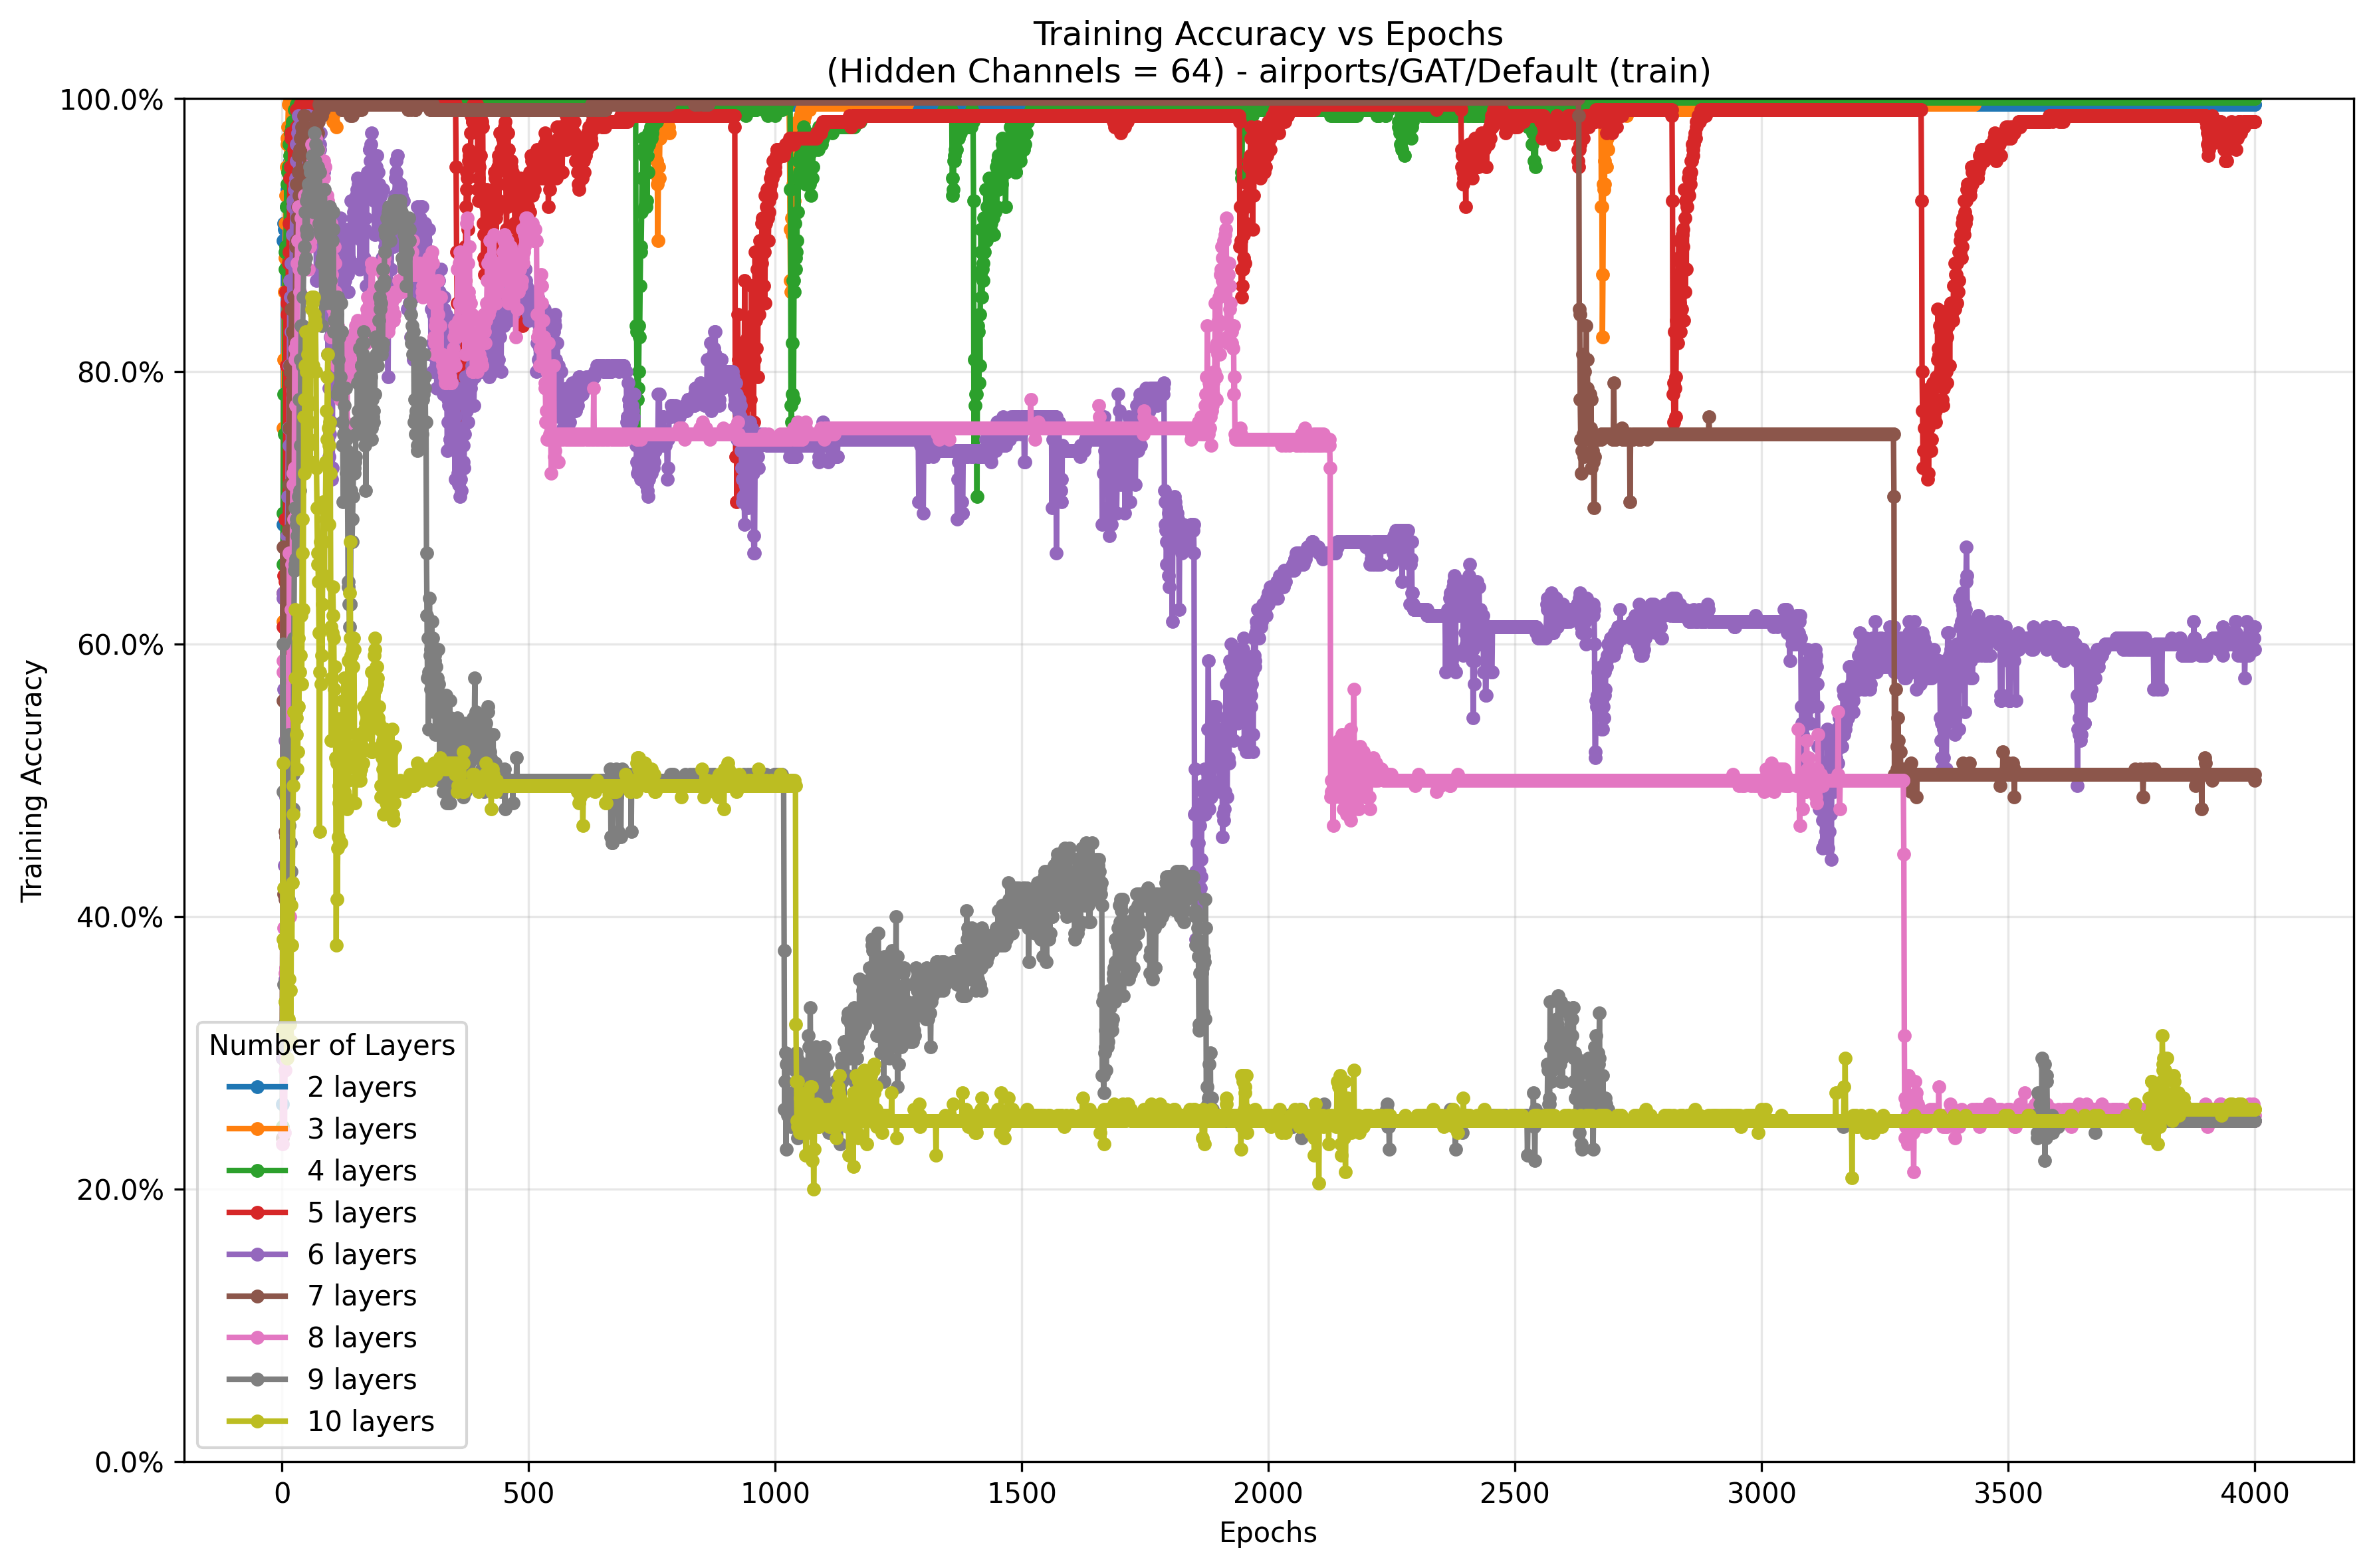 Training Accuracy vs Epochs
(Hidden Channels = 64) - airports/GAT/Default (train)
Training Accuracy
100.0%
80.0%
60.0%
40.0%
20.0%
0.0%
Number of Layers
2 layers
3 layers
4 layers
5 layers
6 layers
7 layers
8 layers
9 layers
10 layers
0 500 1000 1500 2000 2500 3000 3500 4000
Epochs